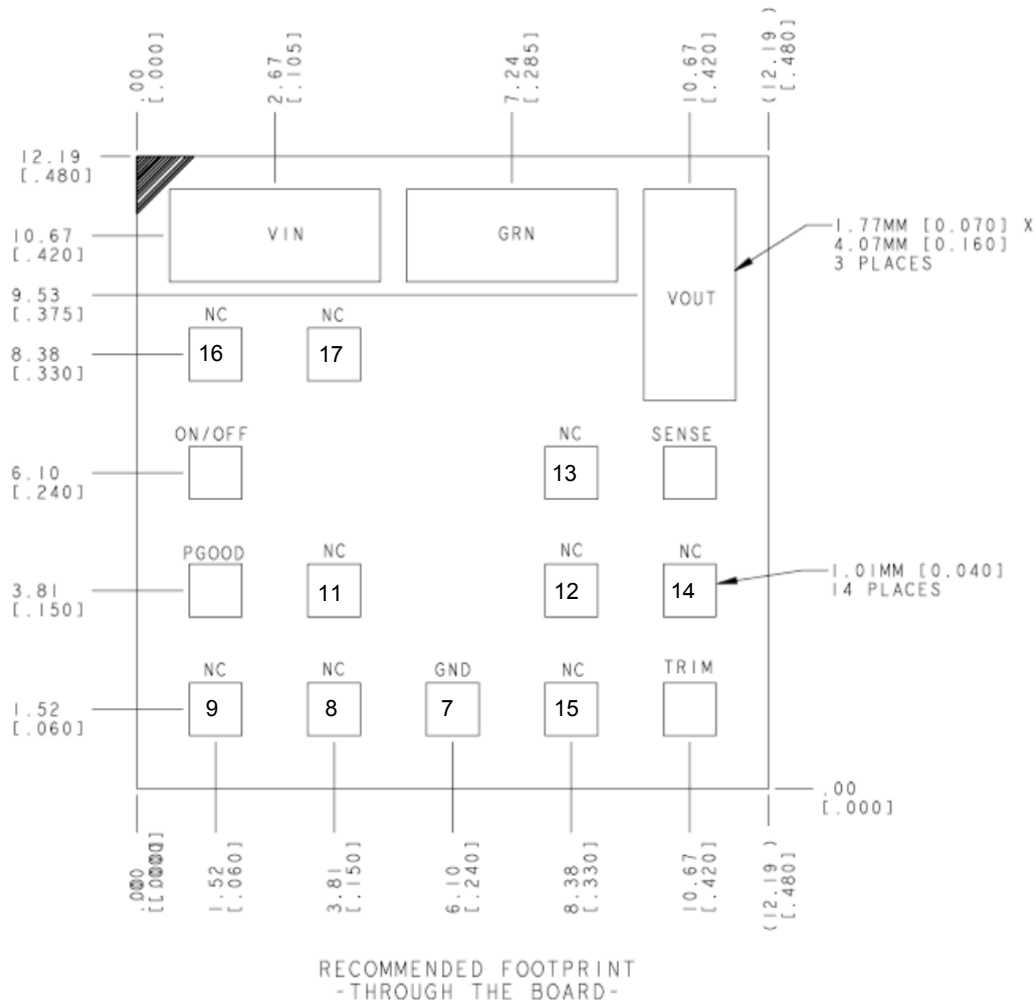 .00
[.000]
2.67
[.105]
7.24
[.285]
10.67
[.420]
(12.19 )
[.480]
12.19
[.480]
10.67
[.420]
VIN
GRN
1.77MM [0.070] X
4.07MM [0.160]
3 PLACES
9.53
[.375]
VOUT
NC
NC
8.38
[.330]
16
17
ON/OFF
NC
SENSE
6.10
[.240]
13
PGOOD
NC
NC
NC
3.81
[.150]
11
12
14
1.01MM [0.040]
14 PLACES
NC
NC
GND
NC
TRIM
1.52
[.060]
9
8
7
15
.00
[.000]
1.52
[.060]
3.81
[.150]
6.10
[.240]
8.38
[.330]
10.67
[.420]
(12.19 )
[.480]
RECOMMENDED FOOTPRINT
-THROUGH THE BOARD-